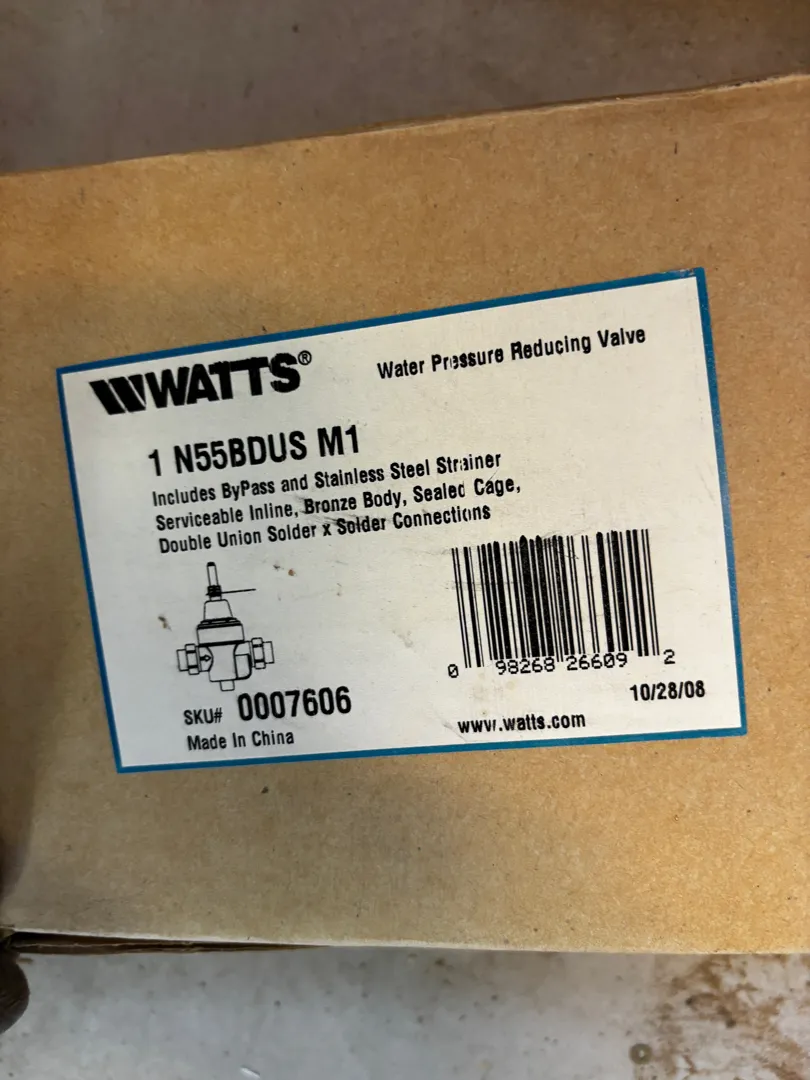 WATTS®
Water Pressure Reducing Valve
1 N55BDUS M1
Includes ByPass and Stainless Steel Strainer
Serviceable Inline, Bronze Body, Sealed Cage,
Double Union Solder x Solder Connections
0 98268 26609 2
10/28/08
SKU# 0007606
www.watts.com
Made In China